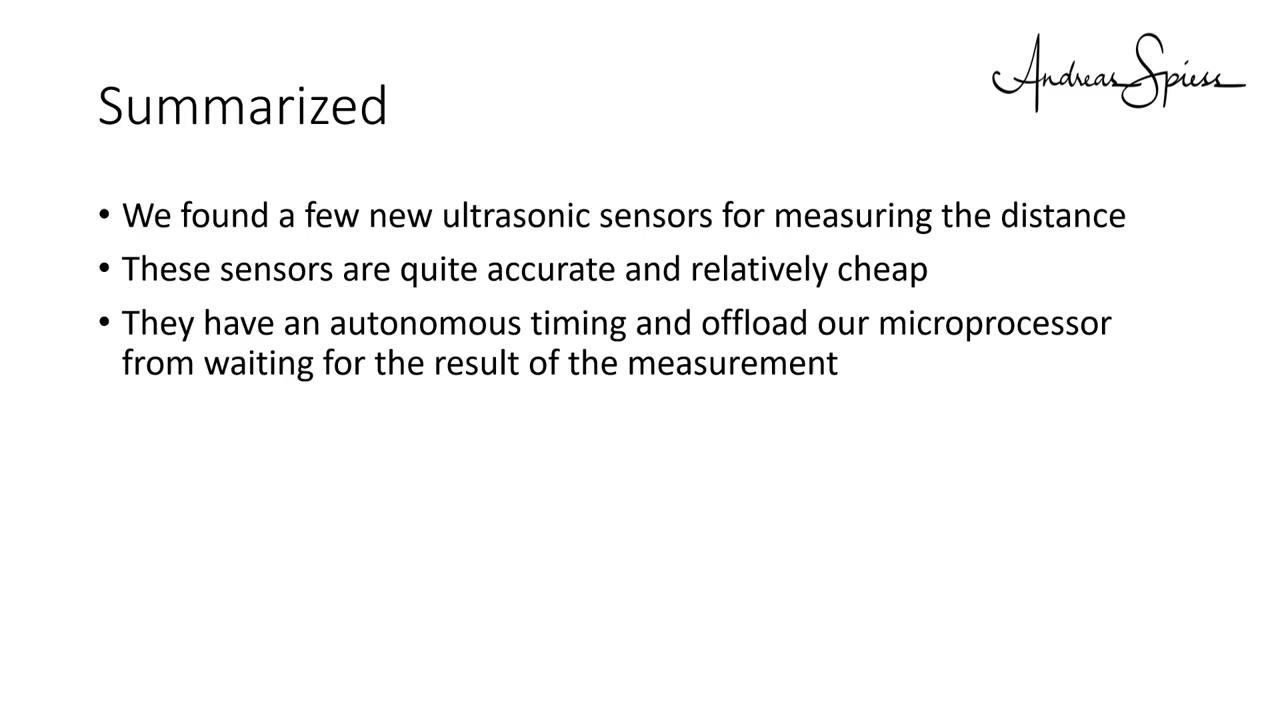 Andreas Spiess
Summarized
• We found a few new ultrasonic sensors for measuring the distance
• These sensors are quite accurate and relatively cheap
• They have an autonomous timing and offload our microprocessor
from waiting for the result of the measurement